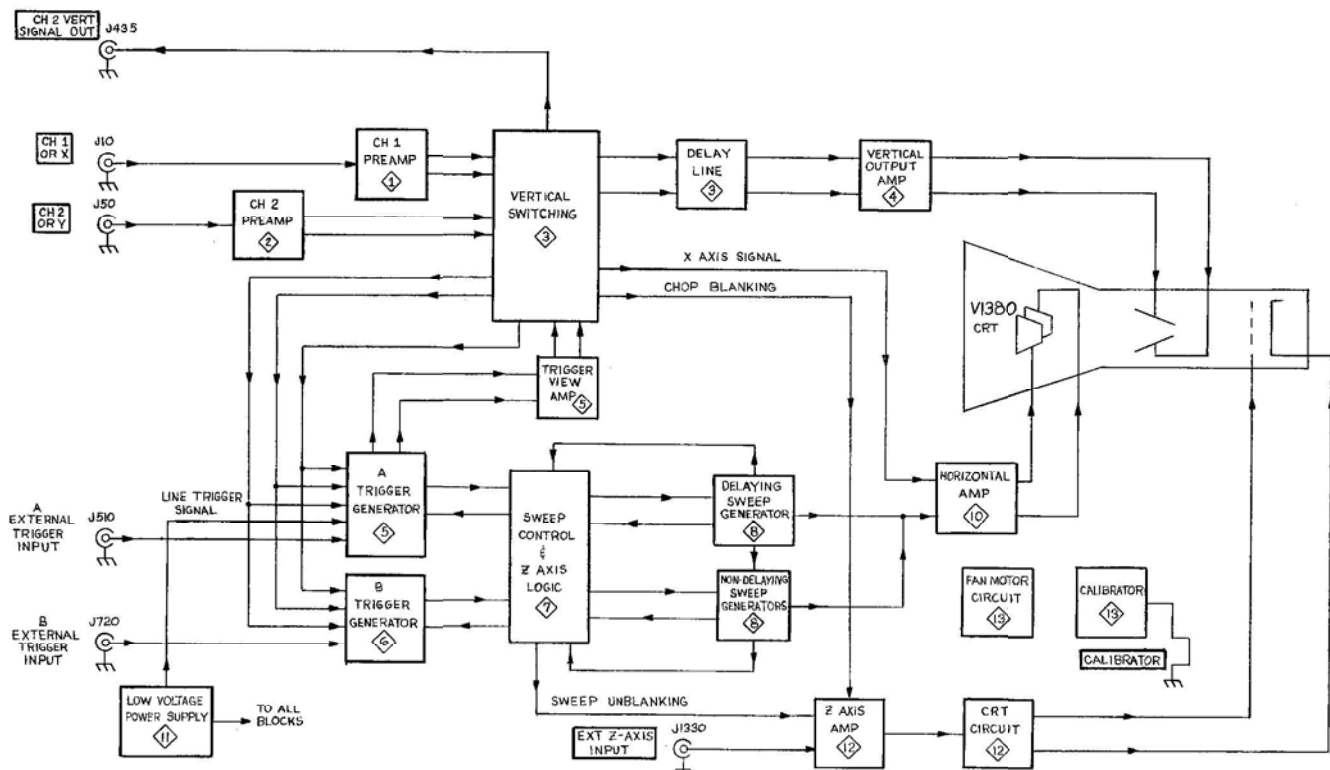 CH 2 VERT
SIGNAL OUT
J435
CH 1
OR X
J10
CH 1
PREAMP
1
CH 2
OR Y
J50
CH 2
PREAMP
2
VERTICAL
SWITCHING
3
DELAY
LINE
3
VERTICAL
OUTPUT
AMP
4
X AXIS SIGNAL
CHOP BLANKING
V1380
CRT
TRIGGER
VIEW
AMP
5
A
EXTERNAL
TRIGGER
INPUT
J510
LINE TRIGGER
SIGNAL
A
TRIGGER
GENERATOR
5
SWEEP
CONTROL
&
Z AXIS
LOGIC
7
DELAYING
SWEEP
GENERATOR
8
HORIZONTAL
AMP
10
B
EXTERNAL
TRIGGER
INPUT
J720
B
TRIGGER
GENERATOR
6
NON-DELAYING
SWEEP
GENERATORS
8
FAN MOTOR
CIRCUIT
13
CALIBRATOR
13
CALIBRATOR
LOW VOLTAGE
POWER SUPPLY
11
TO ALL
BLOCKS
SWEEP UNBLANKING
EXT Z-AXIS
INPUT
J1330
Z AXIS
AMP
12
CRT
CIRCUIT
12